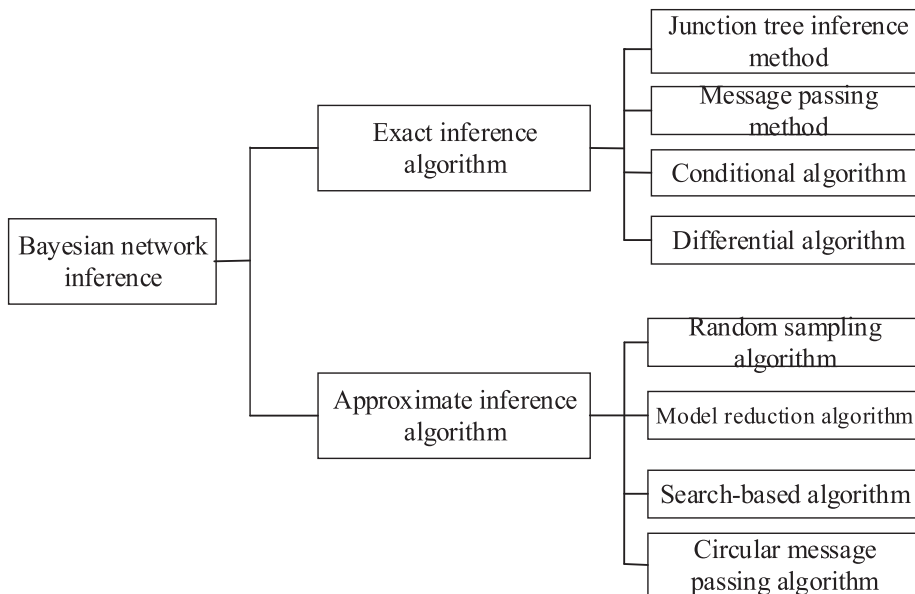 Bayesian network
inference
Exact inference
algorithm
Junction tree inference
method
Message passing
method
Conditional algorithm
Differential algorithm
Approximate inference
algorithm
Random sampling
algorithm
Model reduction algorithm
Search-based algorithm
Circular message
passing algorithm